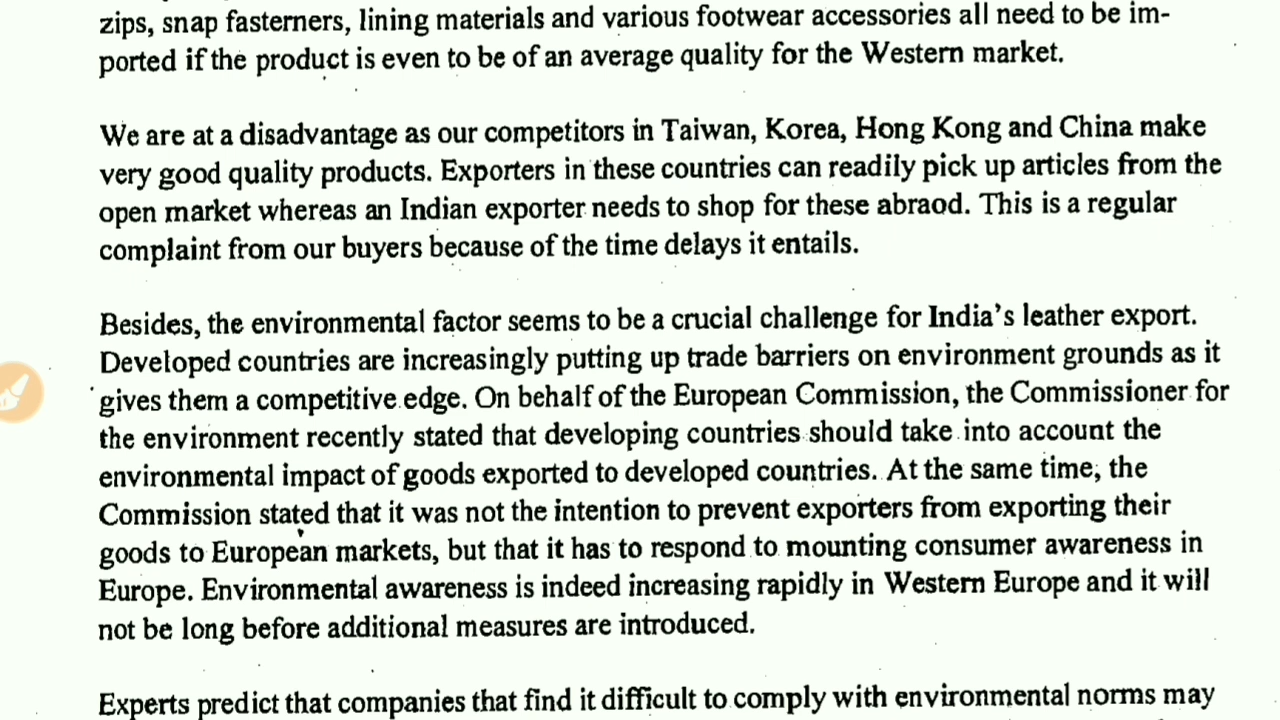 zips, snap fasterners, lining materials and various footwear accessories all need to be im-
ported if the product is even to be of an average quality for the Western market.
We are at a disadvantage as our competitors in Taiwan, Korea, Hong Kong and China make
very good quality products. Exporters in these countries can readily pick up articles from the
open market whereas an Indian exporter needs to shop for these abraod. This is a regular
complaint from our buyers because of the time delays it entails.
Besides, the environmental factor seems to be a crucial challenge for India's leather export.
Developed countries are increasingly putting up trade barriers on environment grounds as it
gives them a competitive edge. On behalf of the European Commission, the Commissioner for
the environment recently stated that developing countries should take into account the
environmental impact of goods exported to developed countries. At the same time, the
Commission stated that it was not the intention to prevent exporters from exporting their
goods to European markets, but that it has to respond to mounting consumer awareness in
Europe. Environmental awareness is indeed increasing rapidly in Western Europe and it will
not be long before additional measures are introduced.
Experts predict that companies that find it difficult to comply with environmental norms may